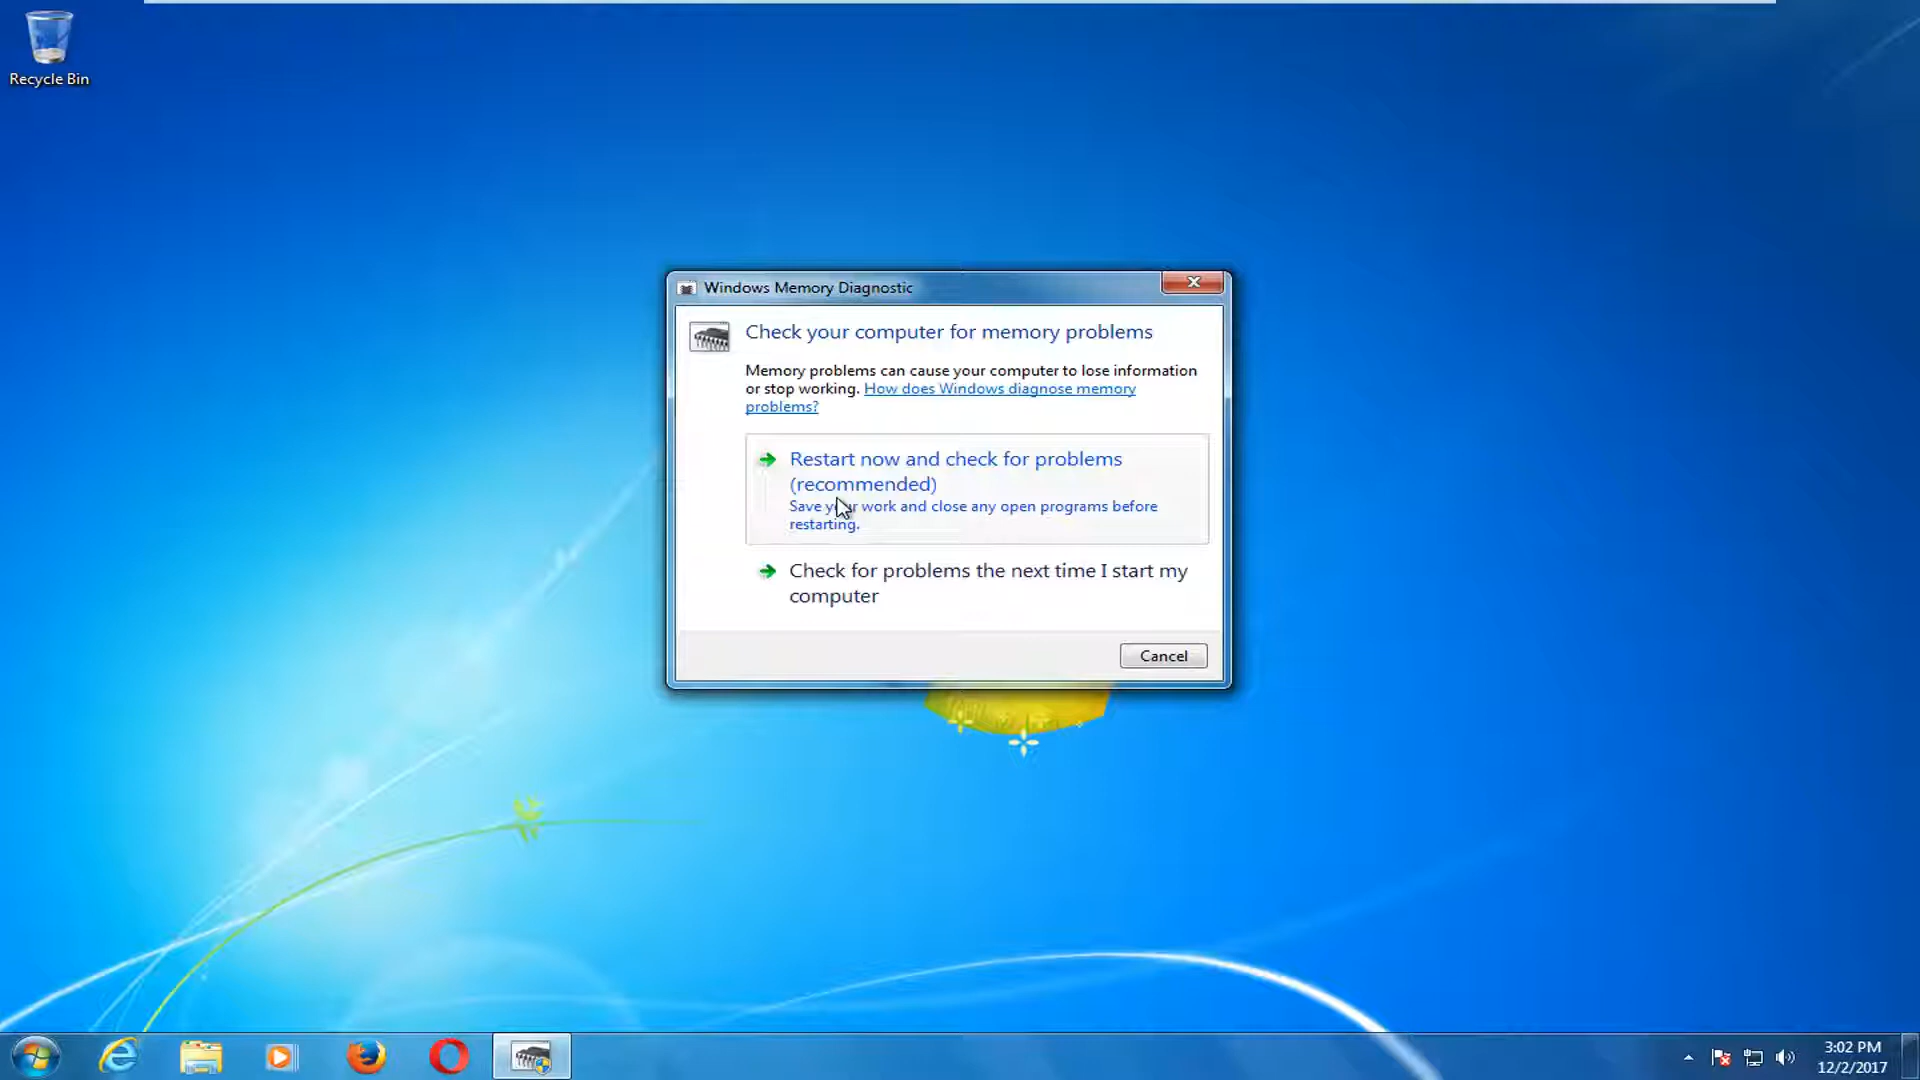 Recycle Bin
Windows Memory Diagnostic
Check your computer for memory problems
Memory problems can cause your computer to lose information
or stop working. How does Windows diagnose memory
problems?
Restart now and check for problems
(recommended)
Save your work and close any open programs before
restarting.
Check for problems the next time I start my
computer
Cancel
3:02 PM
12/2/2017